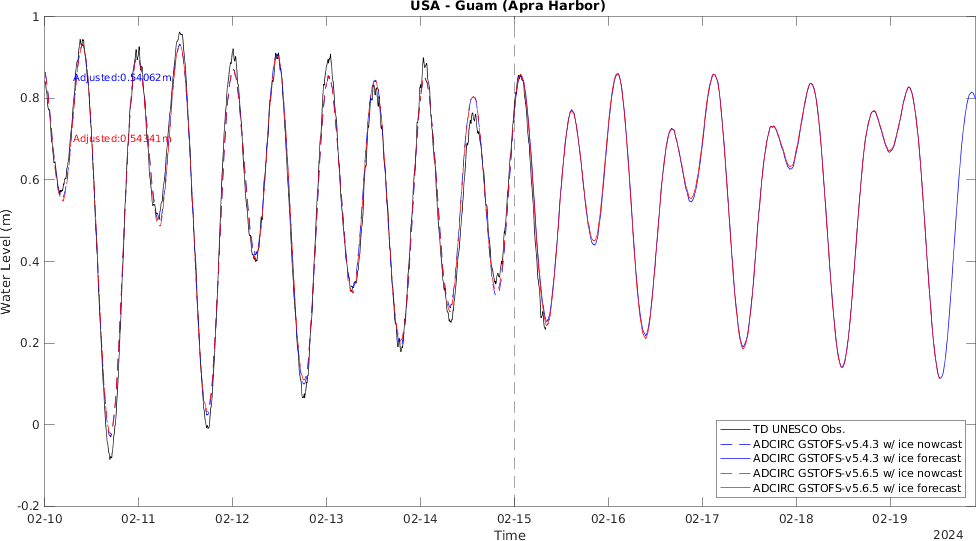 USA - Guam (Apra Harbor)
Water Level (m)
1
0.8
0.6
0.4
0.2
0
-0.2
Adjusted:0.54062m
Adjusted:0.54341m
TD UNESCO Obs.
ADCIRC GSTOFS-v5.4.3 w/ ice nowcast
ADCIRC GSTOFS-v5.4.3 w/ ice forecast
ADCIRC GSTOFS-v5.6.5 w/ ice nowcast
ADCIRC GSTOFS-v5.6.5 w/ ice forecast
02-10 02-11 02-12 02-13 02-14 02-15 02-16 02-17 02-18 02-19
Time
2024